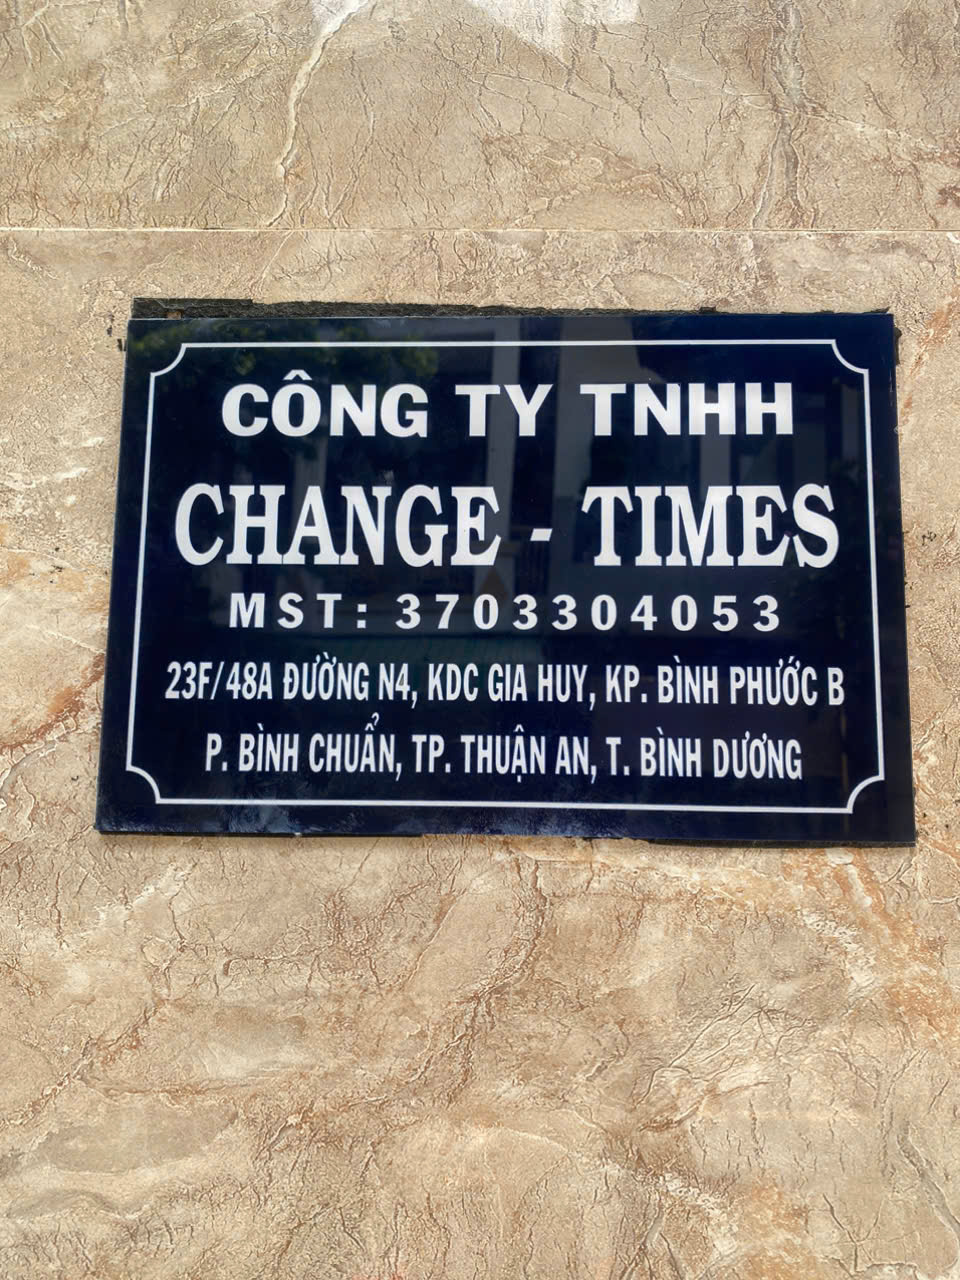 CÔNG TY TNHH
CHANGE - TIMES
MST: 3703304053
23F/48A ĐƯỜNG N4, KDC GIA HUY, KP. BÌNH PHƯỚC B
P. BÌNH CHUẨN, TP. THUẬN AN, T. BÌNH DƯƠNG